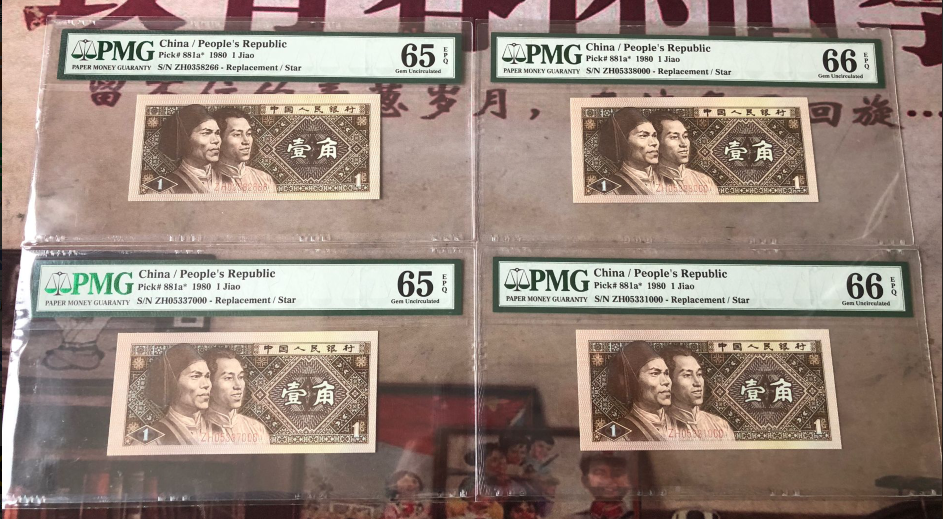 PMG
PAPER MONEY GUARANTY
China / People's Republic
Pick# 881a* 1980 1 Jiao
S/N ZH0358266 - Replacement / Star
65 EPQ
Gem Uncirculated
中国人民银行
壹角
1
1
PMG
PAPER MONEY GUARANTY
China / People's Republic
Pick# 881a* 1980 1 Jiao
S/N ZH05338000 - Replacement / Star
66 EPQ
Gem Uncirculated
中国人民银行
壹角
1
1
岁月,
回旋...
PMG
PAPER MONEY GUARANTY
China / People's Republic
Pick# 881a* 1980 1 Jiao
S/N ZH05337000 - Replacement / Star
65 EPQ
Gem Uncirculated
中国人民银行
壹角
ZH05337000
1
1
PMG
PAPER MONEY GUARANTY
China / People's Republic
Pick# 881a* 1980 1 Jiao
S/N ZH05331000 - Replacement / Star
66 EPQ
Gem Uncirculated
中国人民银行
壹角
ZH05331000
1
1